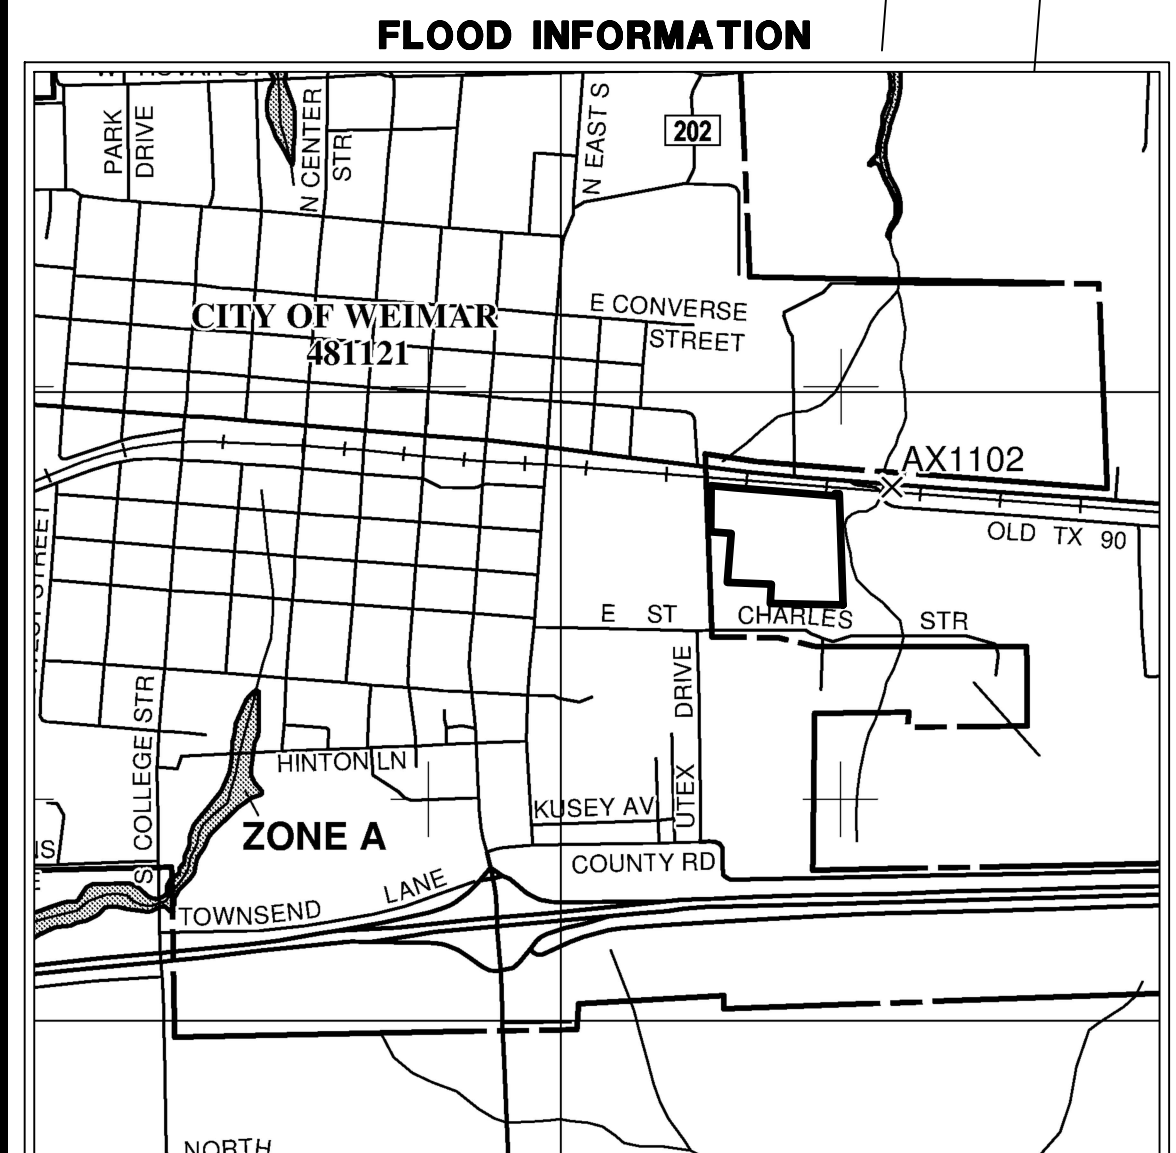 FLOOD INFORMATION
PARK
DRIVE
N CENTER
STR
N EAST S
202
E CONVERSE
STREET
CITY OF WEIMAR
481121
AX1102
OLD TX 90
E ST CHARLES STR
UTEX DRIVE
S COLLEGE STR
HINTON LN
KUSEY AV
ZONE A
COUNTY RD
TOWNSEND LANE
NORTH